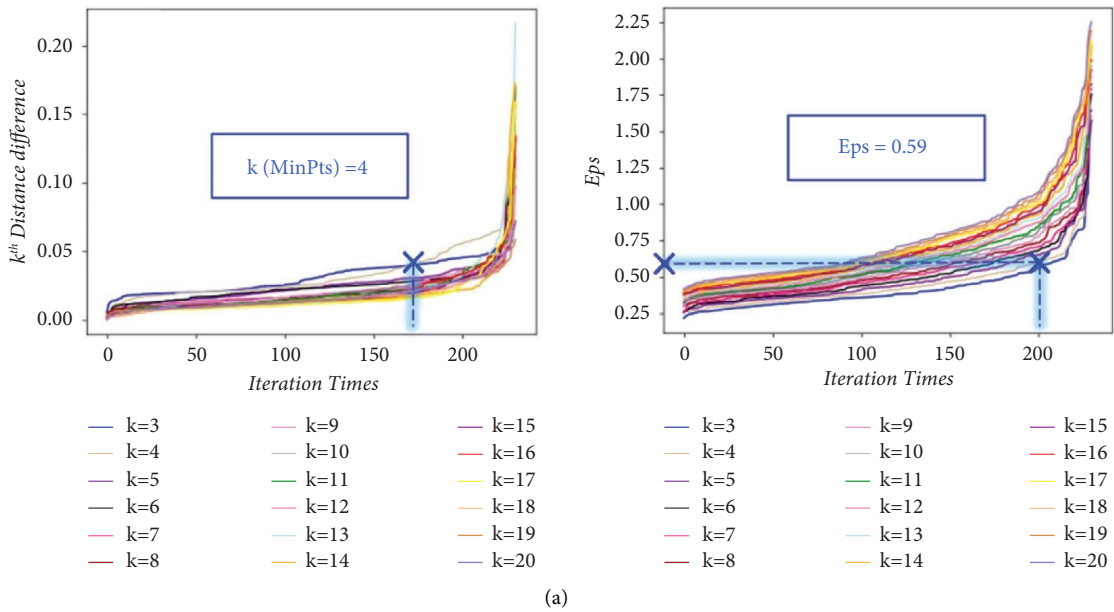 0.20
0.15
0.10
0.05
0.00
kth Distance difference
k (MinPts) =4
0 50 100 150 200
Iteration Times
k=3 k=9 k=15
k=4 k=10 k=16
k=5 k=11 k=17
k=6 k=12 k=18
k=7 k=13 k=19
k=8 k=14 k=20
2.25
2.00
1.75
1.50
1.25
1.00
0.75
0.50
0.25
Eps
Eps = 0.59
0 50 100 150 200
Iteration Times
k=3 k=9 k=15
k=4 k=10 k=16
k=5 k=11 k=17
k=6 k=12 k=18
k=7 k=13 k=19
k=8 k=14 k=20
(a)